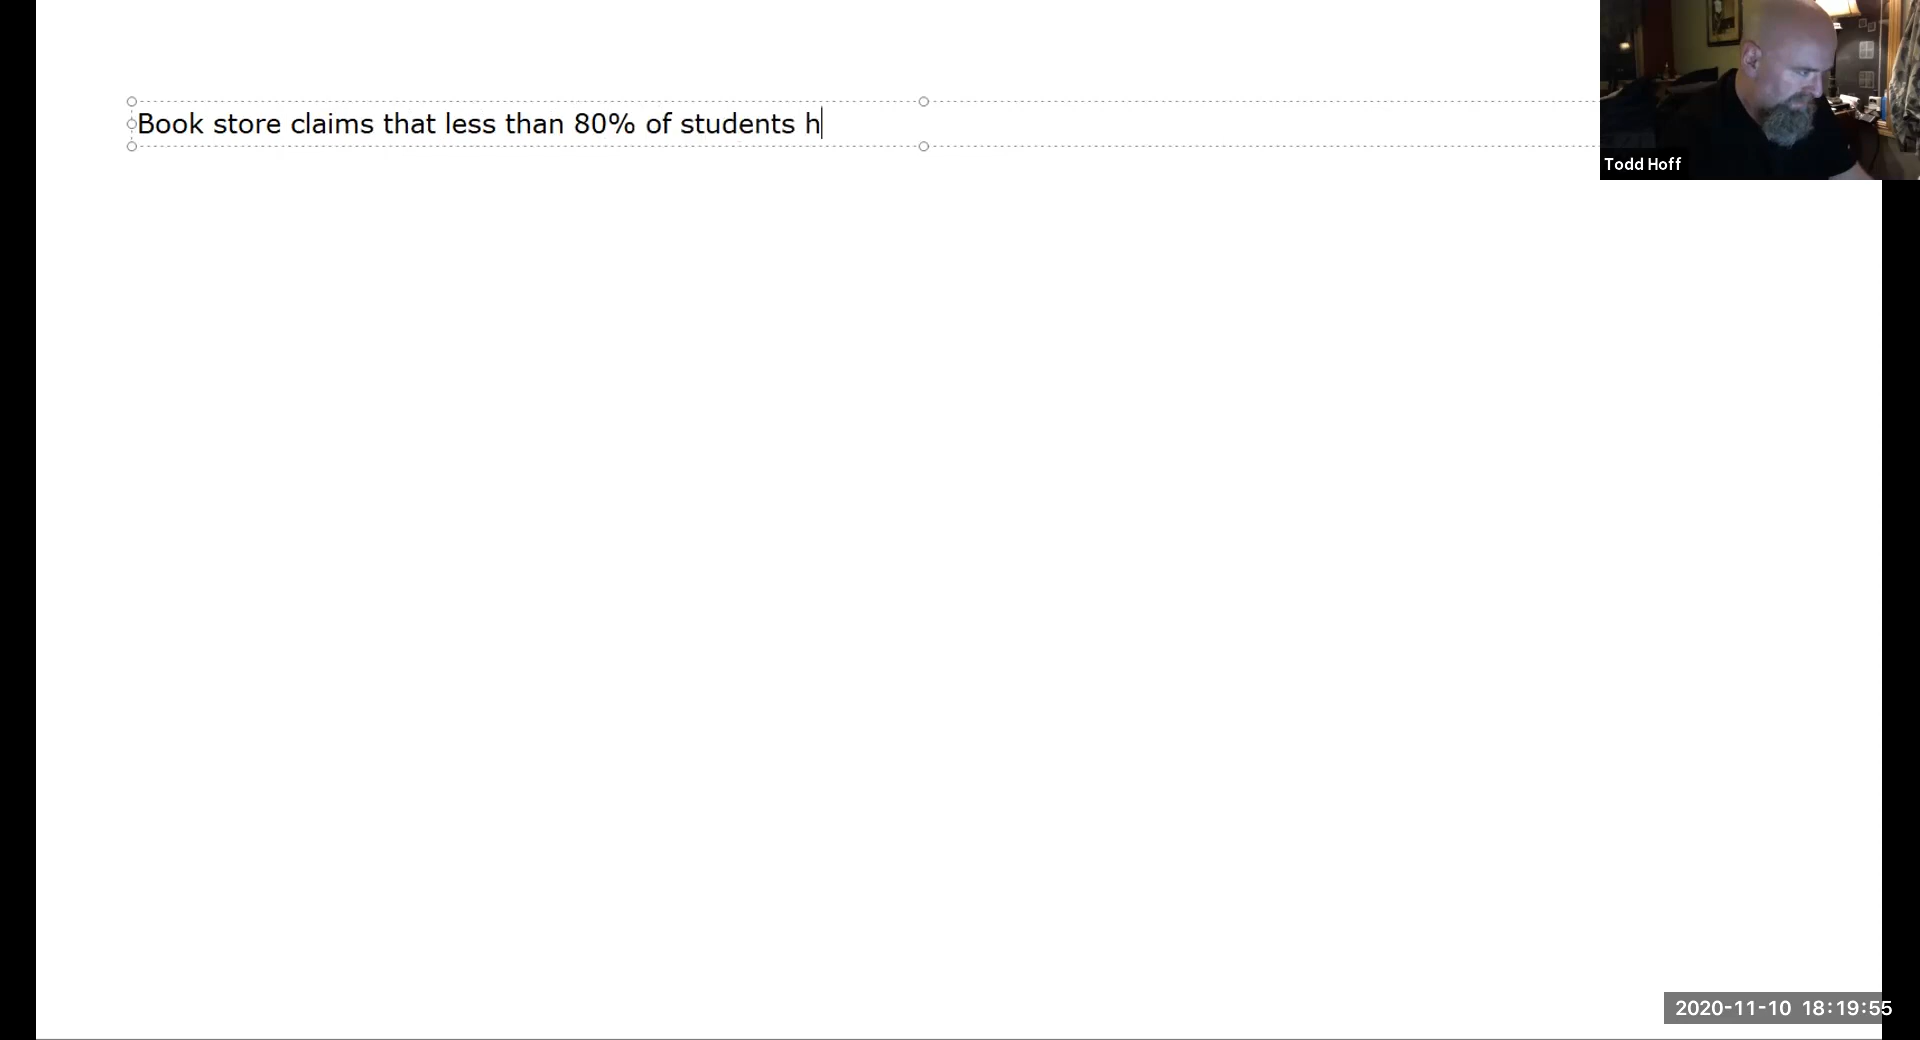 Book store claims that less than 80% of students h
Todd Hoff
2020-11-10 18:19:55